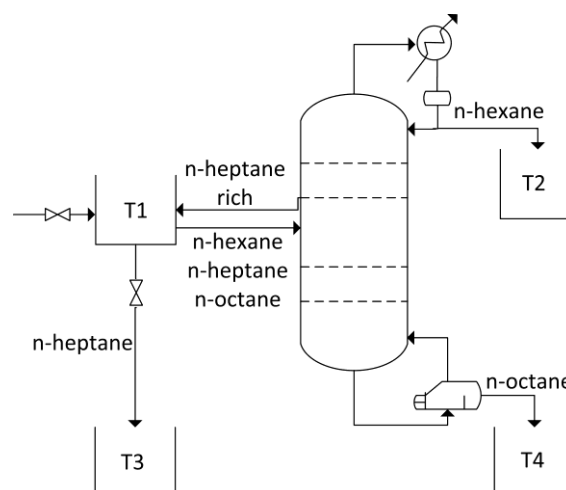 n-hexane
n-heptane
rich
T1
T2
n-hexane
n-heptane
n-octane
n-heptane
n-octane
T3
T4